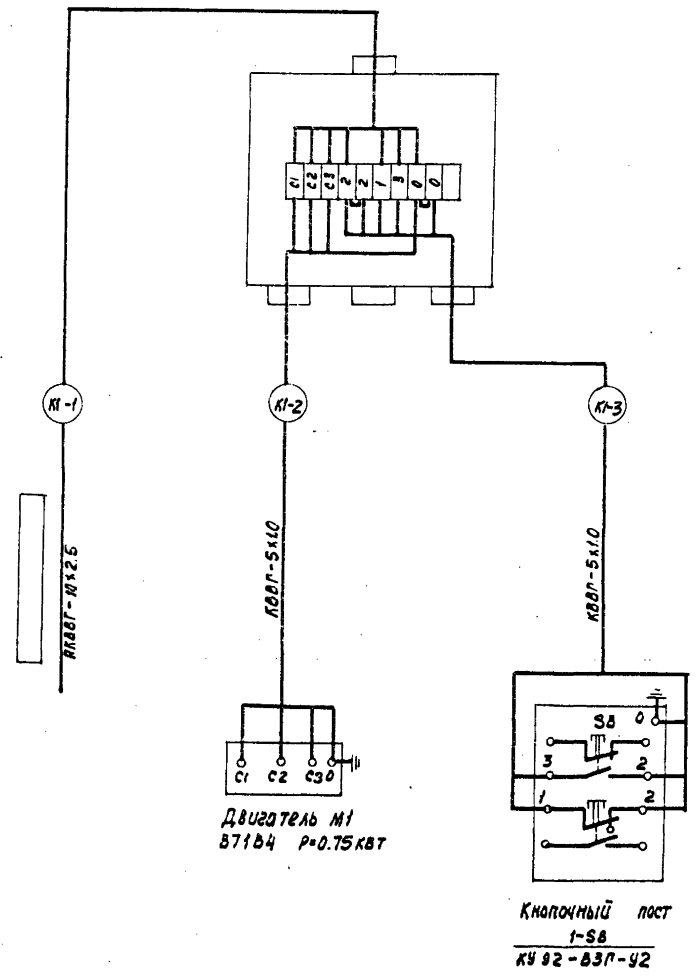 С1 С2 С3 2 2 1 3 0 0
К1-1
К1-2
К1-3
АКВВГ-10х2.5
КВВГ-5х1.0
КВВГ-5х1.0
С1 С2 С3 0
Двигатель М1
В71В4 Р=0.75 кВт
SB 0
3 2
1 2
Кнопочный пост
1-SB
КУ 92-ВЗГ-У2